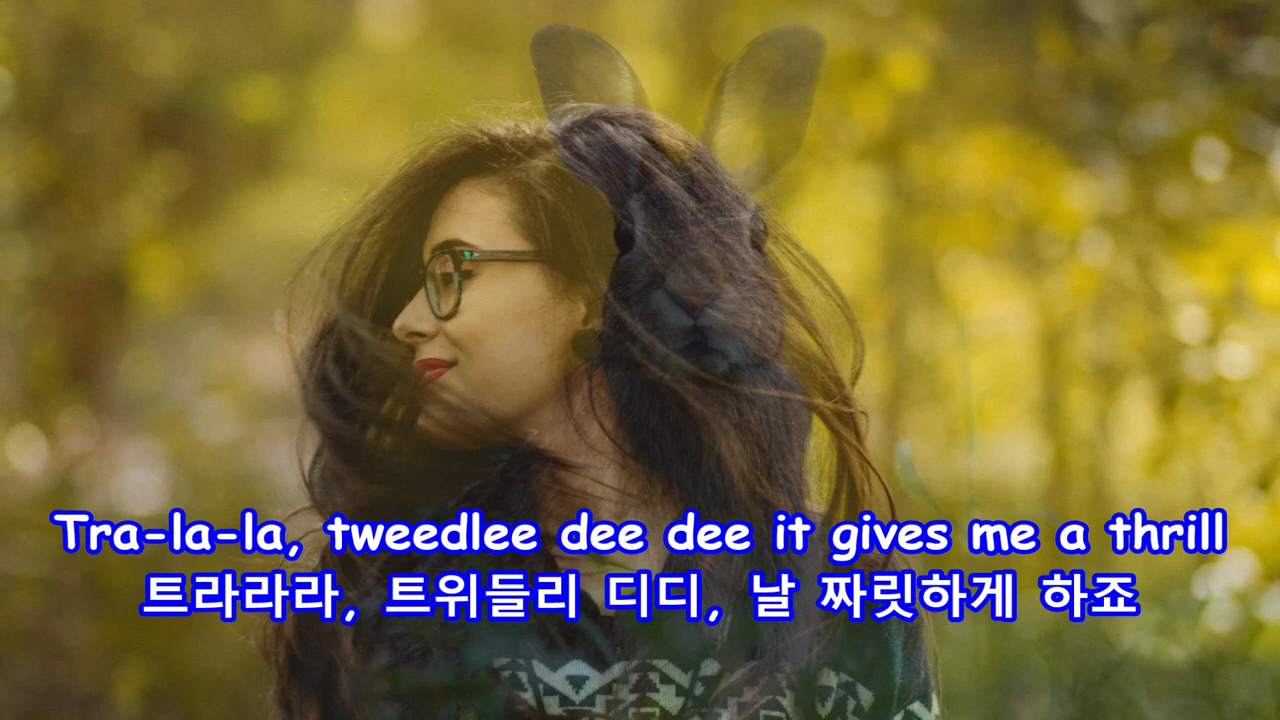 Tra-la-la, tweedlee dee dee it gives me a thrill
트라라라, 트위들리 디디, 날 짜릿하게 하죠